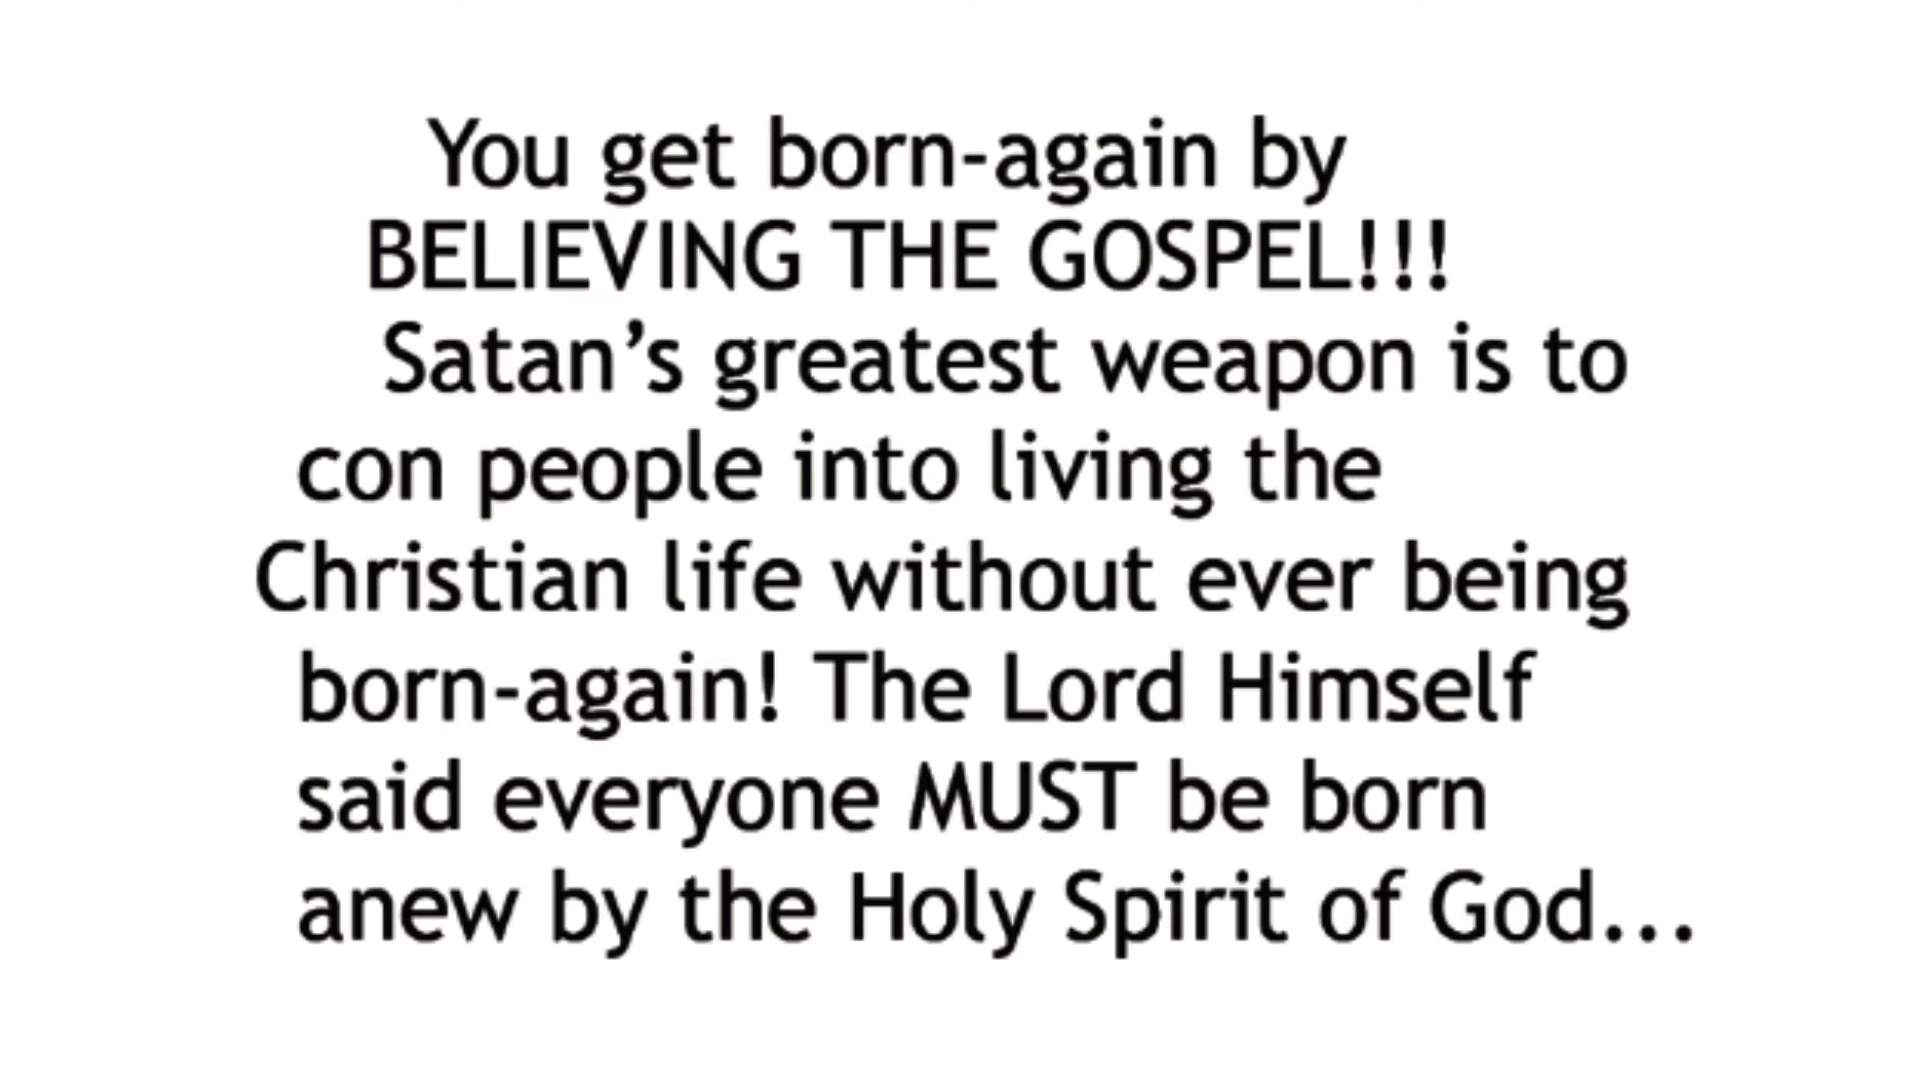 You get born-again by
BELIEVING THE GOSPEL!!!
Satan’s greatest weapon is to
con people into living the
Christian life without ever being
born-again! The Lord Himself
said everyone MUST be born
anew by the Holy Spirit of God...